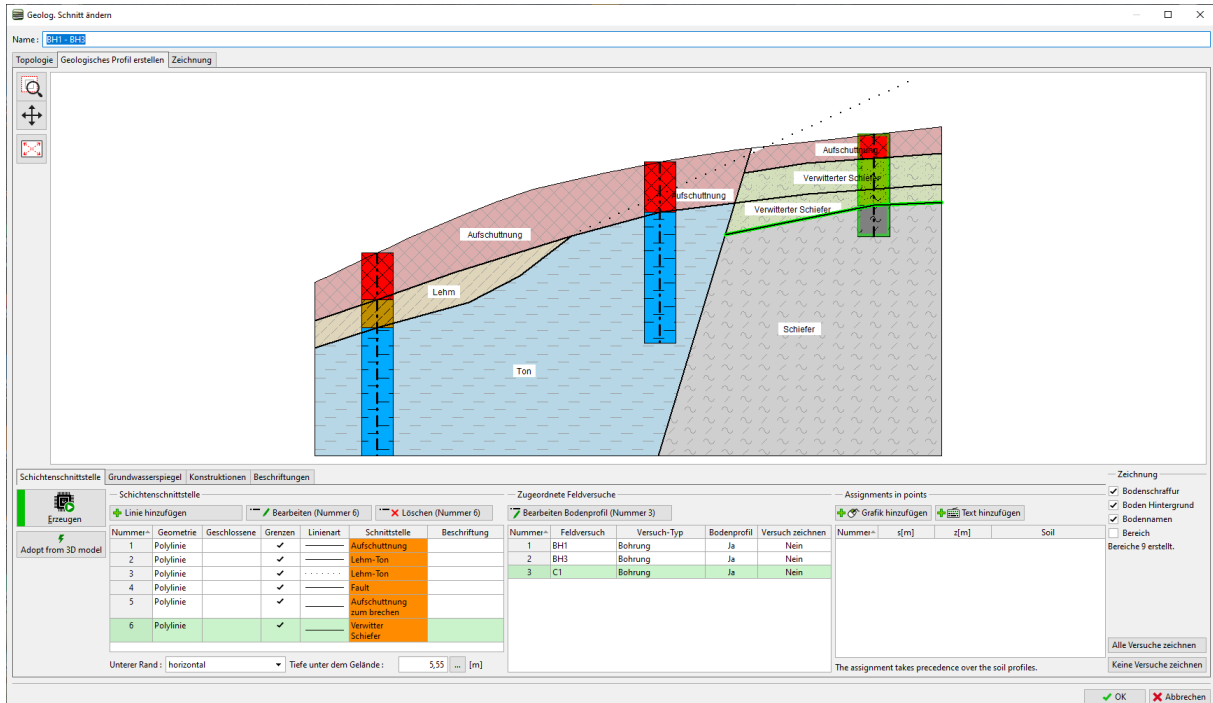 Geolog. Schnitt ändern
Name : BH1 - BH3
Topologie Geologisches Profil erstellen Zeichnung
Aufschuttnung
Verwitterter Schiefer
Aufschuttnung
Verwitterter Schiefer
Aufschuttnung
Lehm
Schiefer
Ton
Schichtenschnittstelle Grundwasserspiegel Konstruktionen Beschriftungen
Erzeugen
Adopt from 3D model
Schichtenschnittstelle
Linie hinzufügen Bearbeiten (Nummer 6) Löschen (Nummer 6)
Nummer Geometrie Geschlossene Grenzen Linienart Schnittstelle Beschriftung
1 Polylinie Aufschuttnung
2 Polylinie Lehm-Ton
3 Polylinie Lehm-Ton
4 Polylinie Fault
5 Polylinie Aufschuttnung
zum brechen
6 Polylinie Verwitter
Schiefer
Unterer Rand : horizontal Tiefe unter dem Gelände : 5,55 ... [m]
Zugeordnete Feldversuche
Bearbeiten Bodenprofil (Nummer 3)
Nummer Feldversuch Versuch-Typ Bodenprofil Versuch zeichnen
1 BH1 Bohrung Ja Nein
2 BH3 Bohrung Ja Nein
3 C1 Bohrung Ja Nein
Assignments in points
Grafik hinzufügen Text hinzufügen
Nummer s[m] z[m] Soil
The assignment takes precedence over the soil profiles.
Zeichnung
Bodenschraffur
Boden Hintergrund
Bodennamen
Bereich
Bereiche 9 erstellt.
Alle Versuche zeichnen
Keine Versuche zeichnen
OK Abbrechen